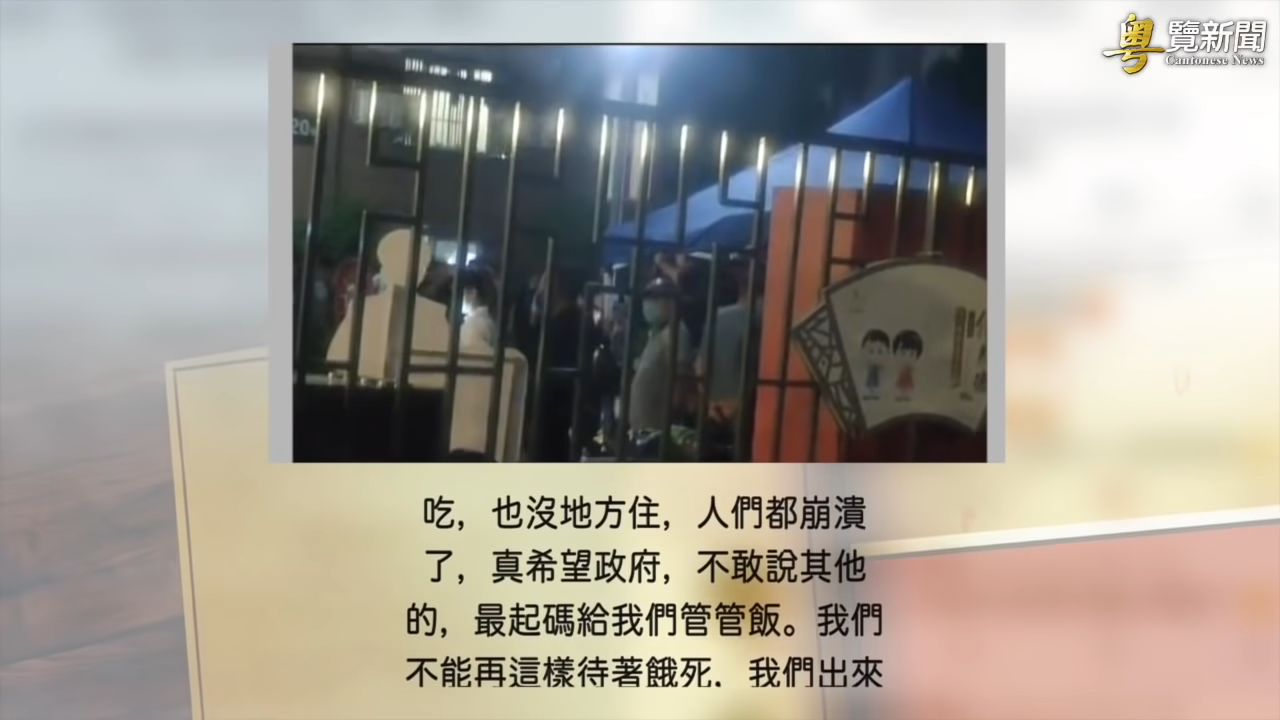 粵覽新聞
Cantonese News
20
吃，也沒地方住，人們都崩潰
了，真希望政府，不敢說其他
的，最起碼給我們管管飯。我們
不能再這樣待著餓死，我們出來